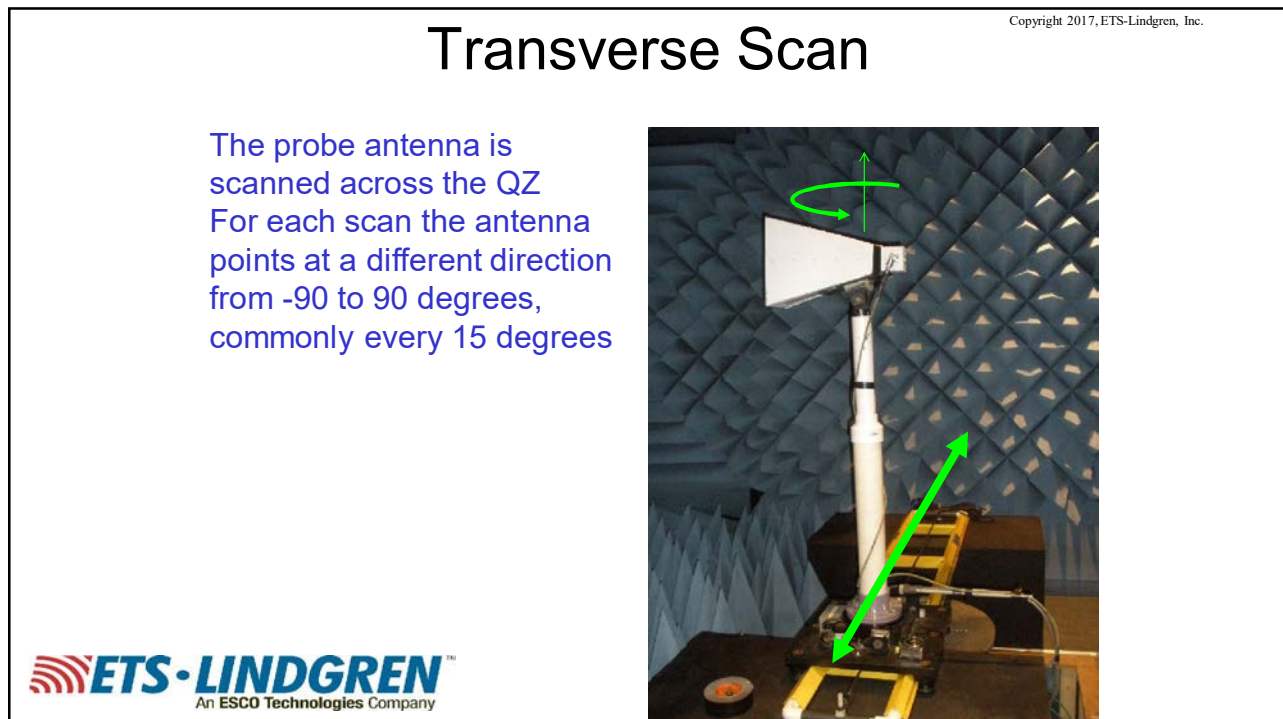 Copyright 2017, ETS-Lindgren, Inc.
Transverse Scan
The probe antenna is
scanned across the QZ
For each scan the antenna
points at a different direction
from -90 to 90 degrees,
commonly every 15 degrees
ETS•LINDGREN™
An ESCO Technologies Company